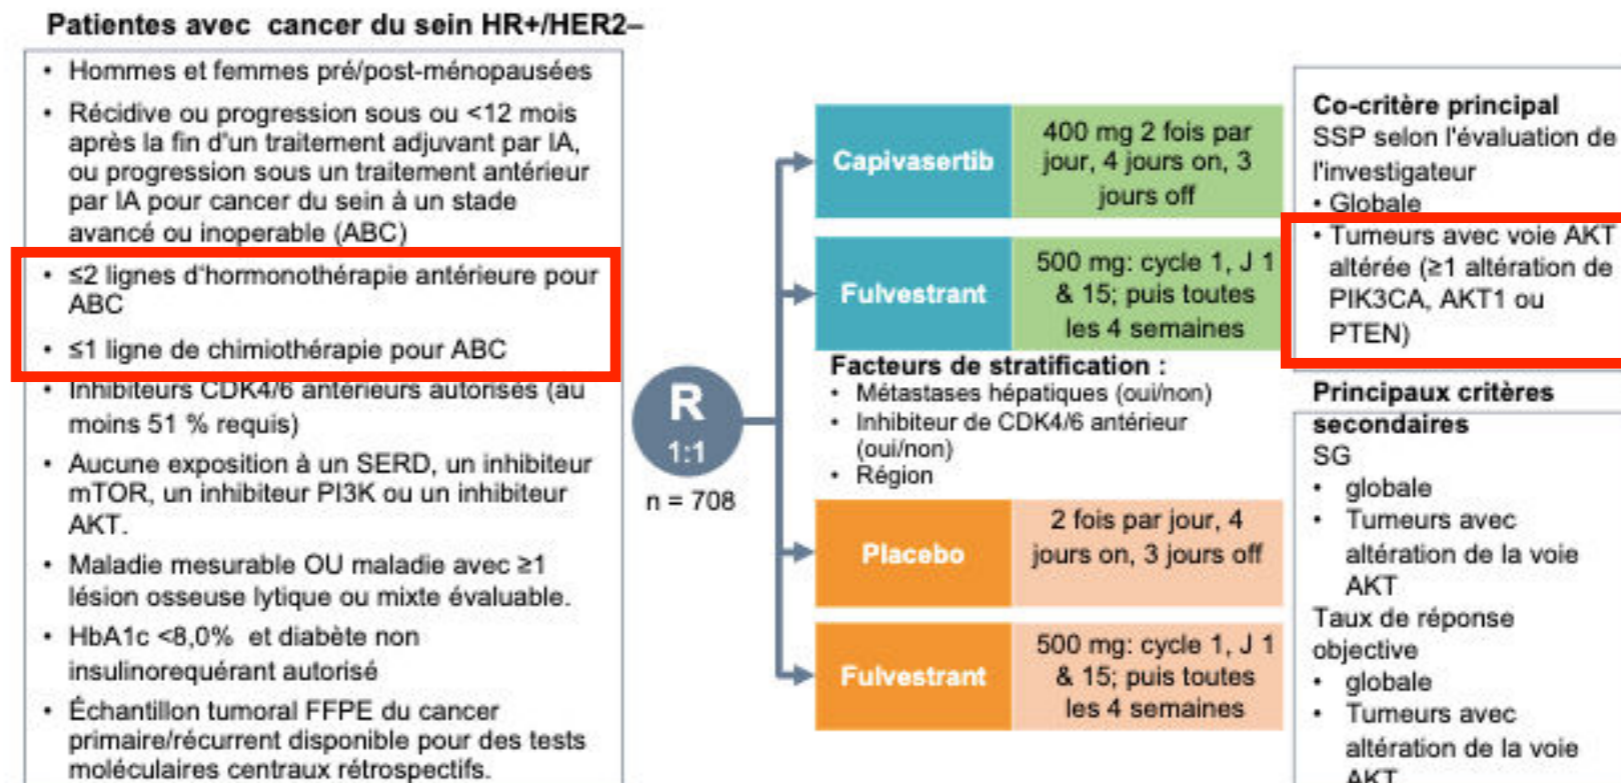 Patientes avec cancer du sein HR+/HER2–
• Hommes et femmes pré/post-ménopausées
• Récidive ou progression sous ou <12 mois
après la fin d'un traitement adjuvant par IA,
ou progression sous un traitement antérieur
par IA pour cancer du sein à un stade
avancé ou inoperable (ABC)
• ≤2 lignes d'hormonothérapie antérieure pour
ABC
• ≤1 ligne de chimiothérapie pour ABC
• Inhibiteurs CDK4/6 antérieurs autorisés (au
moins 51 % requis)
• Aucune exposition à un SERD, un inhibiteur
mTOR, un inhibiteur PI3K ou un inhibiteur
AKT.
• Maladie mesurable OU maladie avec ≥1
lésion osseuse lytique ou mixte évaluable.
• HbA1c <8,0% et diabète non
insulinorequérant autorisé
• Échantillon tumoral FFPE du cancer
primaire/récurrent disponible pour des tests
moléculaires centraux rétrospectifs.
R
1:1
n = 708
Capivasertib
400 mg 2 fois par
jour, 4 jours on, 3
jours off
Fulvestrant
500 mg: cycle 1, J 1
& 15; puis toutes
les 4 semaines
Facteurs de stratification :
• Métastases hépatiques (oui/non)
• Inhibiteur de CDK4/6 antérieur
(oui/non)
• Région
Placebo
2 fois par jour, 4
jours on, 3 jours off
Fulvestrant
500 mg: cycle 1, J 1
& 15; puis toutes
les 4 semaines
Co-critère principal
SSP selon l'évaluation de
l'investigateur
• Globale
• Tumeurs avec voie AKT
altérée (≥1 altération de
PIK3CA, AKT1 ou
PTEN)
Principaux critères
secondaires
SG
• globale
• Tumeurs avec
altération de la voie
AKT
Taux de réponse
objective
• globale
• Tumeurs avec
altération de la voie
AKT